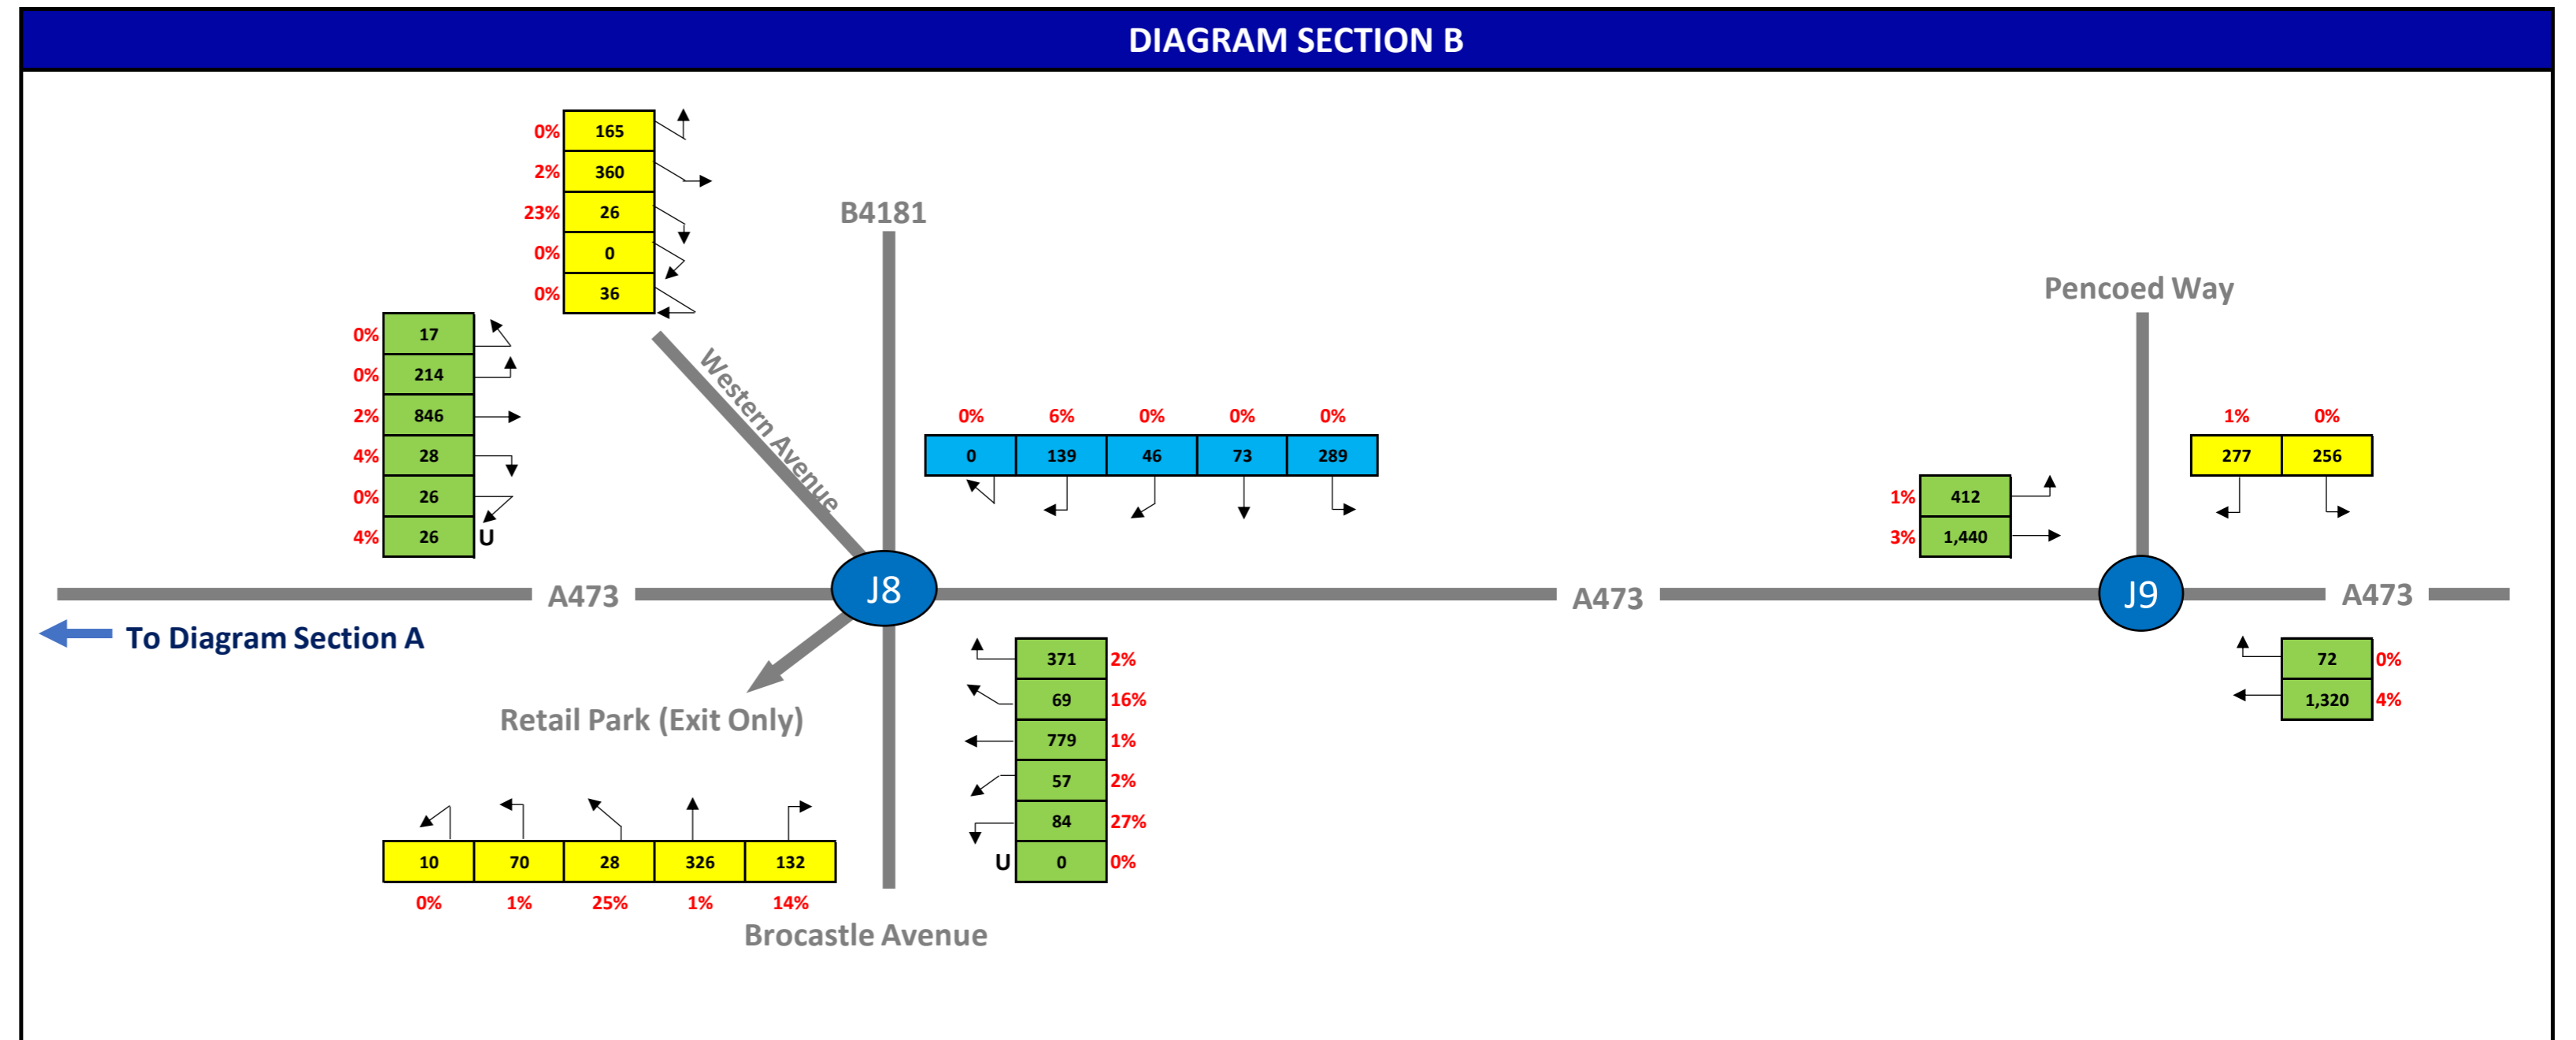 DIAGRAM SECTION B
0% 165
2% 360
23% 26
0% 0
0% 36
B4181
Pencoed Way
0% 17
0% 214
2% 846
4% 28
0% 26
4% 26 U
Western Avenue
0% 6% 0% 0% 0%
0 139 46 73 289
1% 0%
277 256
1% 412
3% 1,440
A473
J8
A473
J9
A473
To Diagram Section A
Retail Park (Exit Only)
371 2%
69 16%
779 1%
57 2%
84 27%
U 0 0%
72 0%
1,320 4%
10 70 28 326 132
0% 1% 25% 1% 14%
Brocastle Avenue